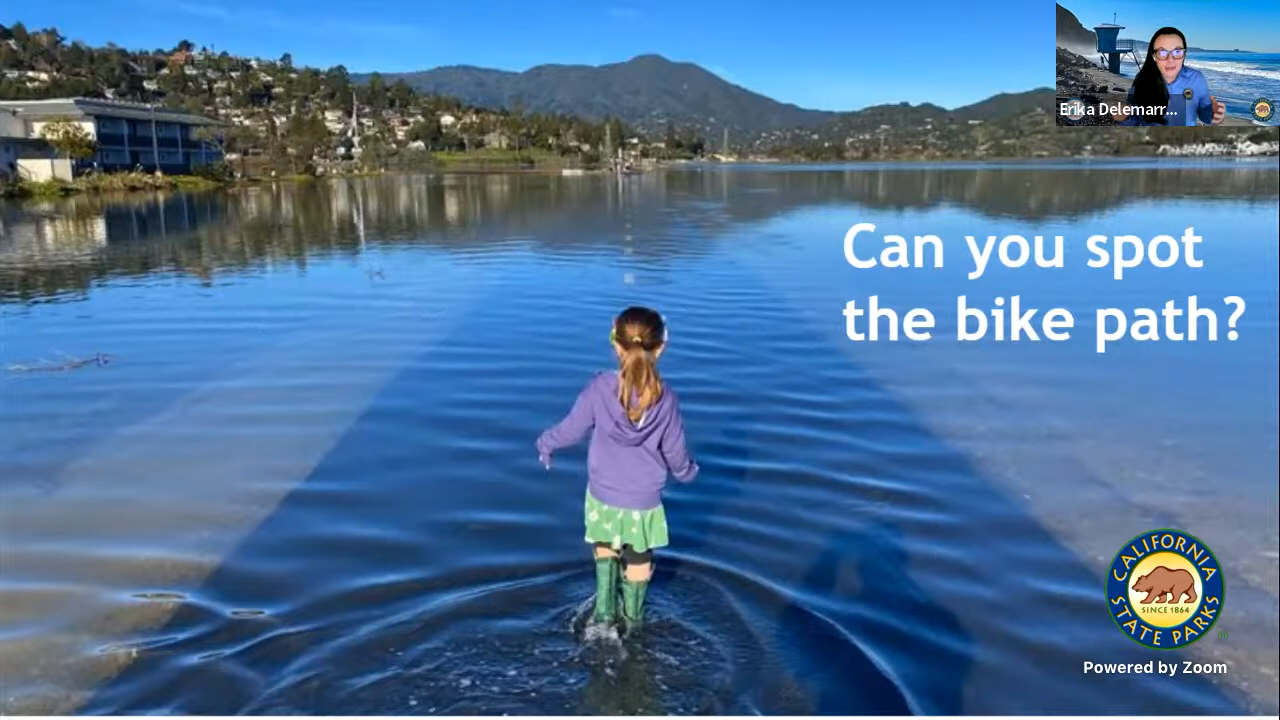 Erika Delemarr...
Can you spot
the bike path?
CALIFORNIA
SINCE 1864
STATE PARKS
Powered by Zoom